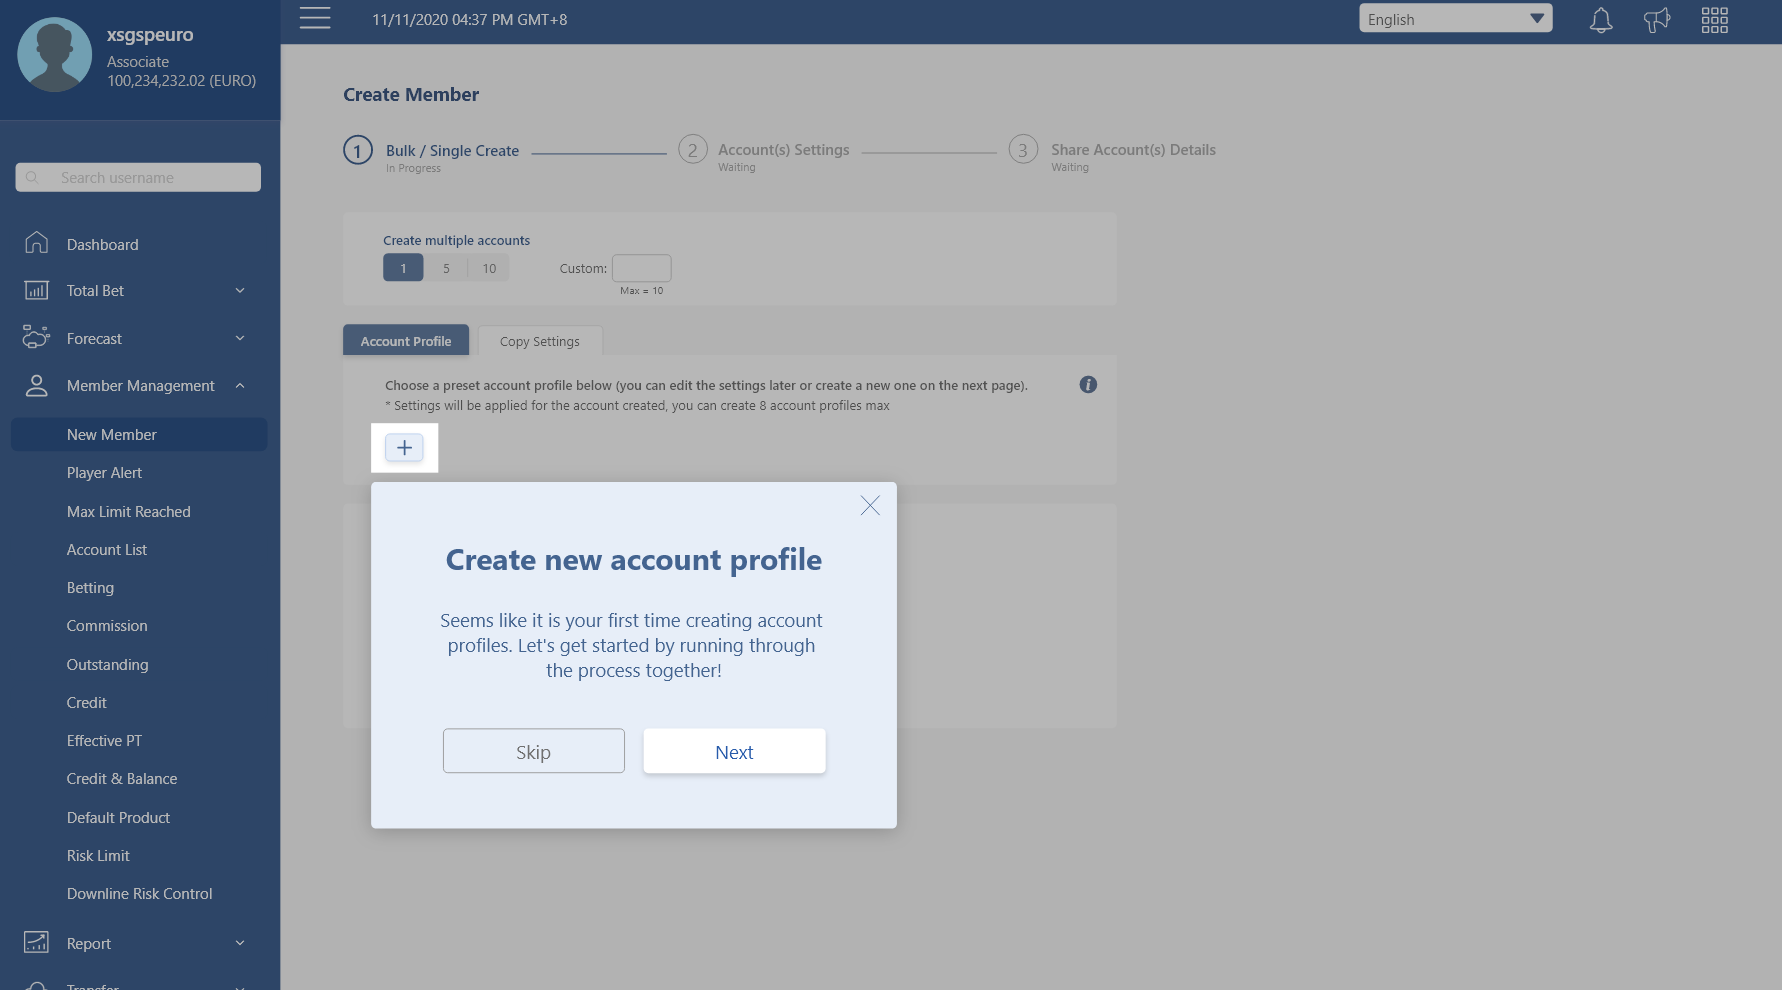 xsgspeuro
Associate
100,234,232.02 (EURO)
Search username
Dashboard
Total Bet
Forecast
Member Management
New Member
Player Alert
Max Limit Reached
Account List
Betting
Commission
Outstanding
Credit
Effective PT
Credit & Balance
Default Product
Risk Limit
Downline Risk Control
Report
Transfer
11/11/2020 04:37 PM GMT+8
English
Create Member
1 Bulk / Single Create
In Progress
2 Account(s) Settings
Waiting
3 Share Account(s) Details
Waiting
Create multiple accounts
1 5 10 Custom:
Max = 10
Account Profile Copy Settings
Choose a preset account profile below (you can edit the settings later or create a new one on the next page).
* Settings will be applied for the account created, you can create 8 account profiles max
Create new account profile
Seems like it is your first time creating account
profiles. Let's get started by running through
the process together!
Skip Next